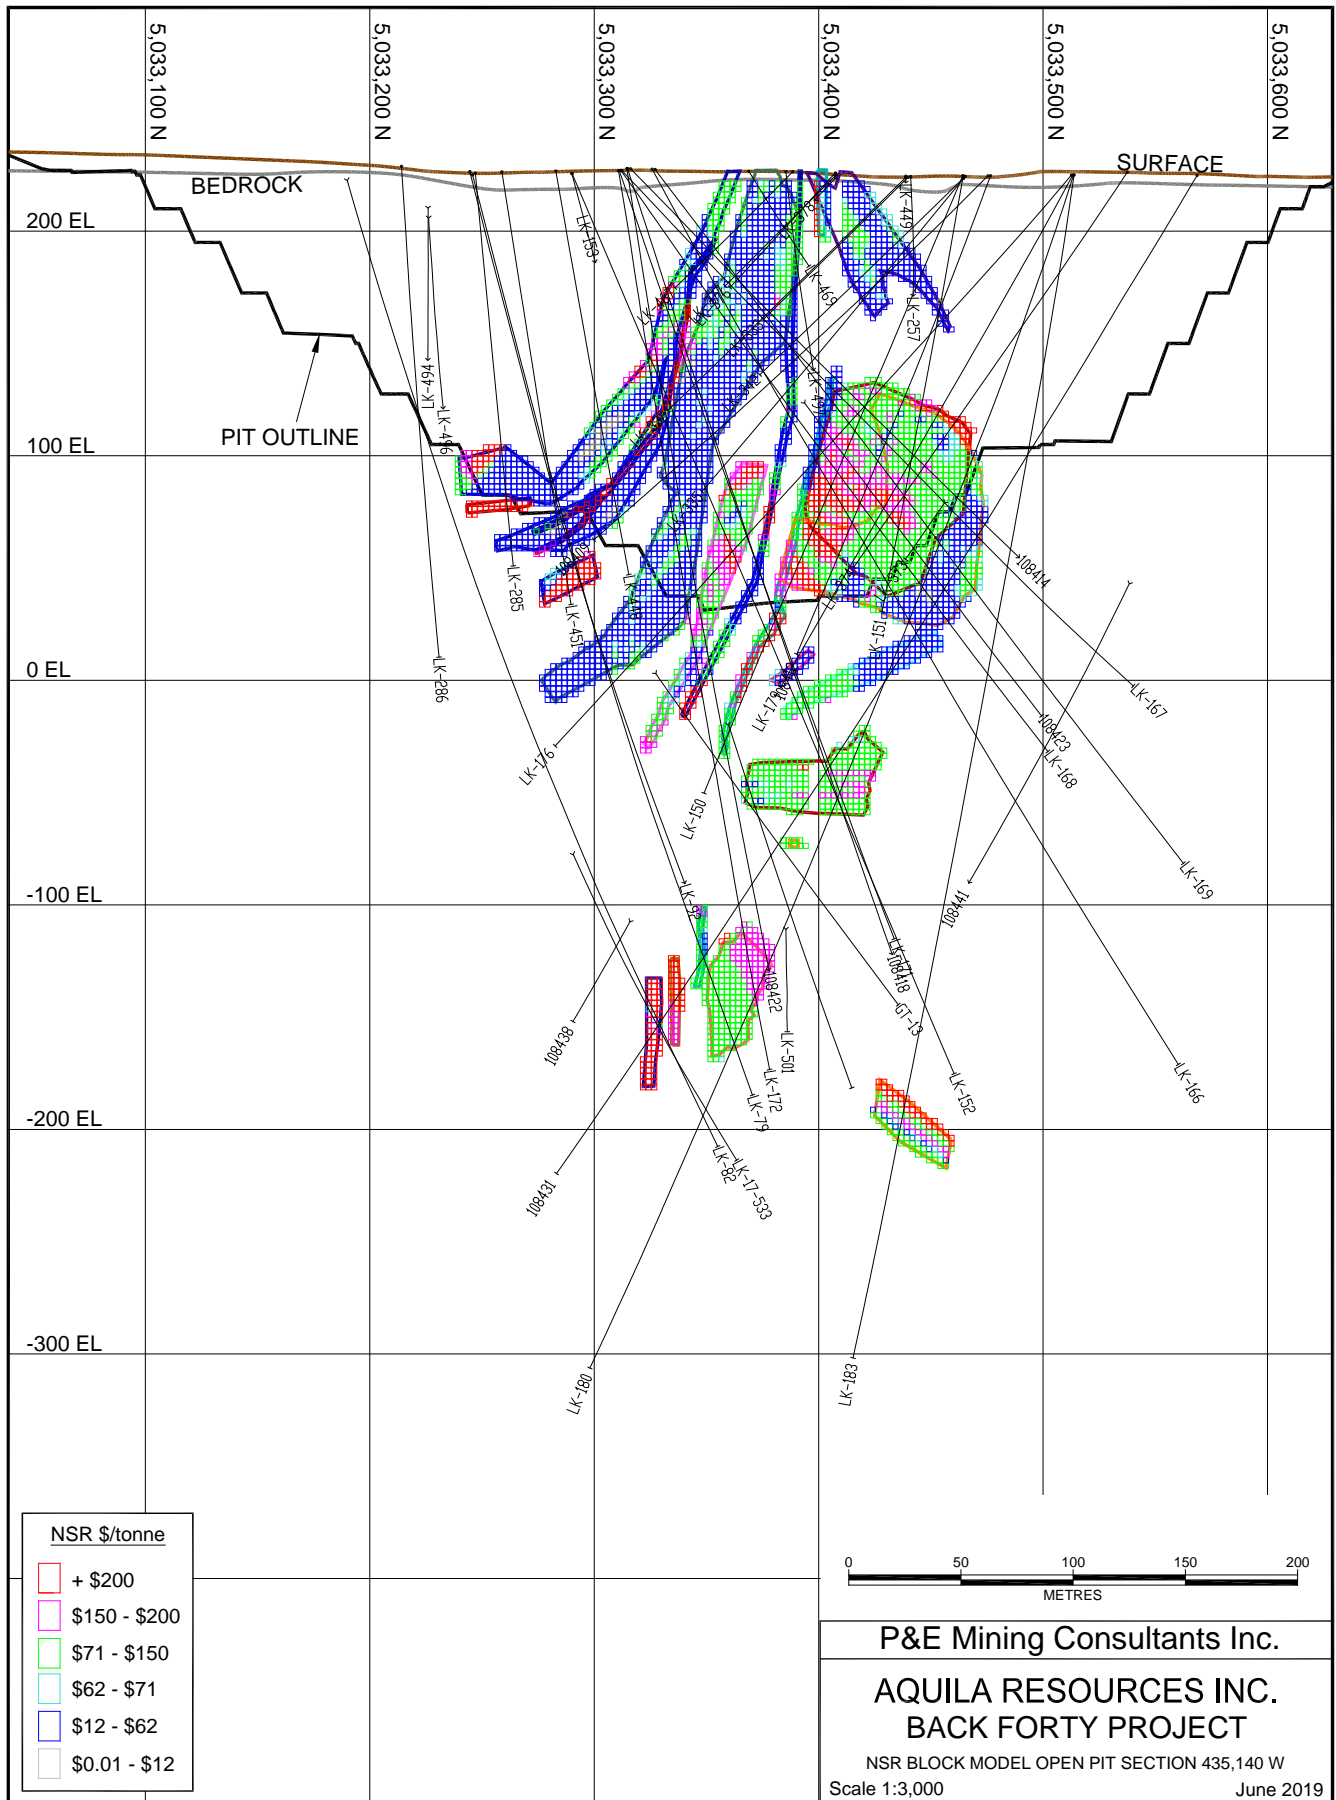 5,033,100 N
5,033,200 N
5,033,300 N
5,033,400 N
5,033,500 N
5,033,600 N
SURFACE
BEDROCK
200 EL
100 EL
0 EL
-100 EL
-200 EL
-300 EL
PIT OUTLINE
LK-153
LK-449
LK-469
LK-257
LK-494
LK-496
LK-285
LK-451
LK-448
LK-286
LK-176
LK-150
LK-179
108414
LK-167
108423
LK-168
LK-169
108441
LK-92
LK-171
108418
GT-13
108422
108438
LK-501
LK-172
LK-79
LK-152
LK-166
LK-82
LK-17-533
108431
LK-180
LK-183
NSR $/tonne
+ $200
$150 - $200
$71 - $150
$62 - $71
$12 - $62
$0.01 - $12
0 50 100 150 200
METRES
P&E Mining Consultants Inc.
AQUILA RESOURCES INC.
BACK FORTY PROJECT
NSR BLOCK MODEL OPEN PIT SECTION 435,140 W
Scale 1:3,000 June 2019